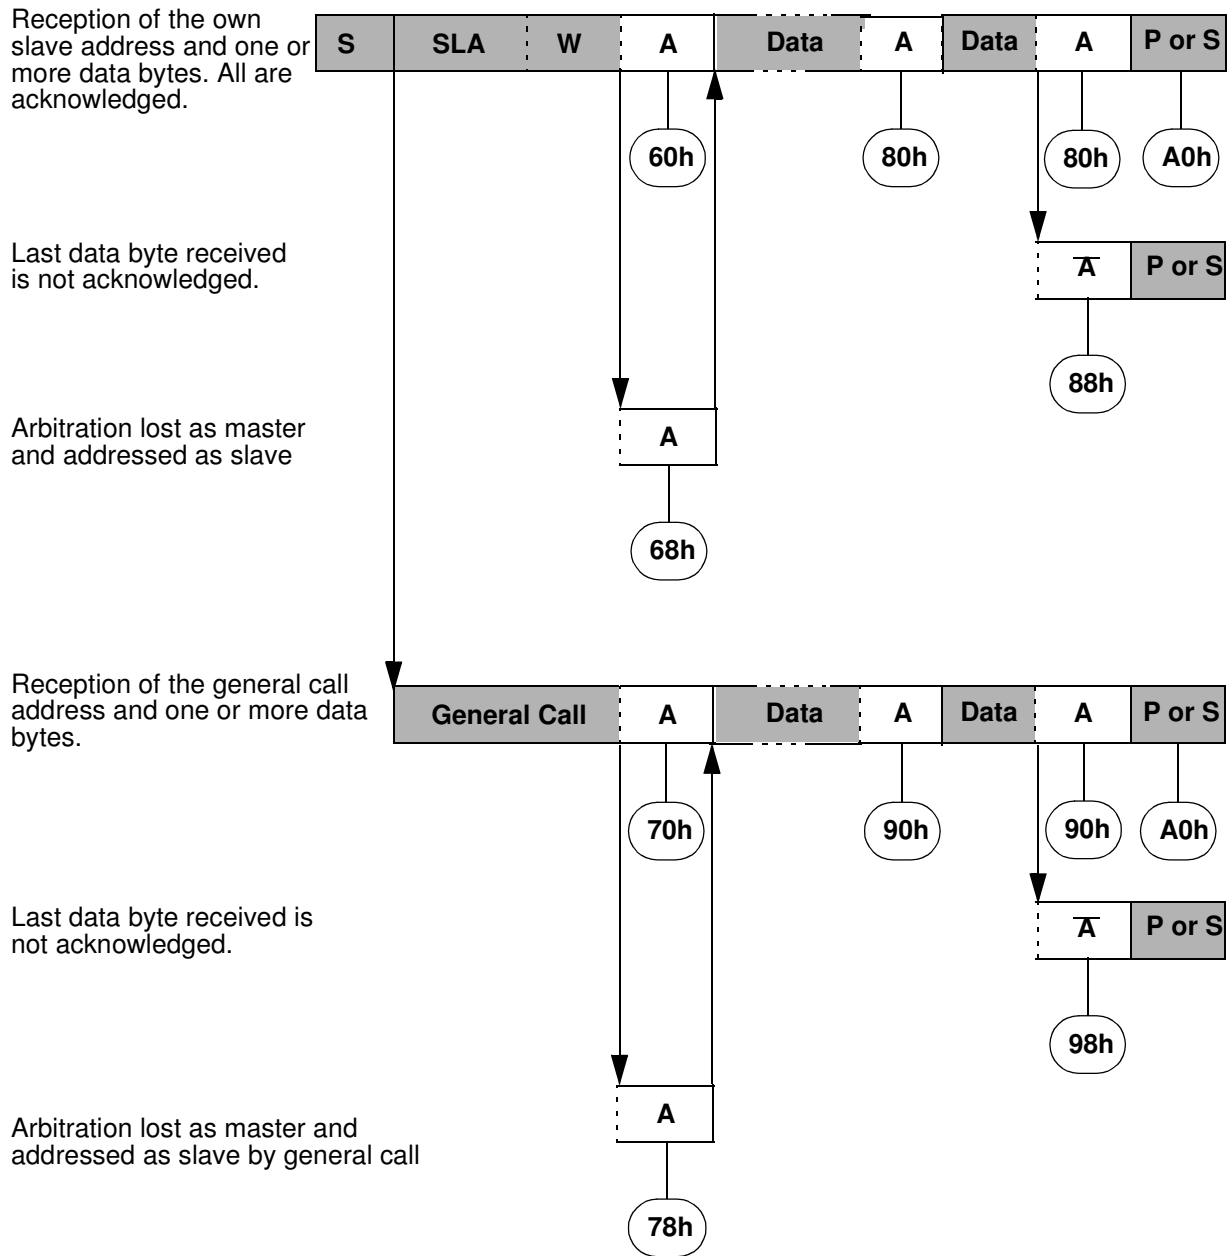 Reception of the own
slave address and one or
more data bytes. All are
acknowledged.
S SLA W A Data A Data A P or S
60h 80h 80h A0h
Last data byte received
is not acknowledged.
A P or S
88h
Arbitration lost as master
and addressed as slave
A
68h
Reception of the general call
address and one or more data
bytes.
General Call A Data A Data A P or S
70h 90h 90h A0h
Last data byte received is
not acknowledged.
A P or S
98h
Arbitration lost as master and
addressed as slave by general call
A
78h